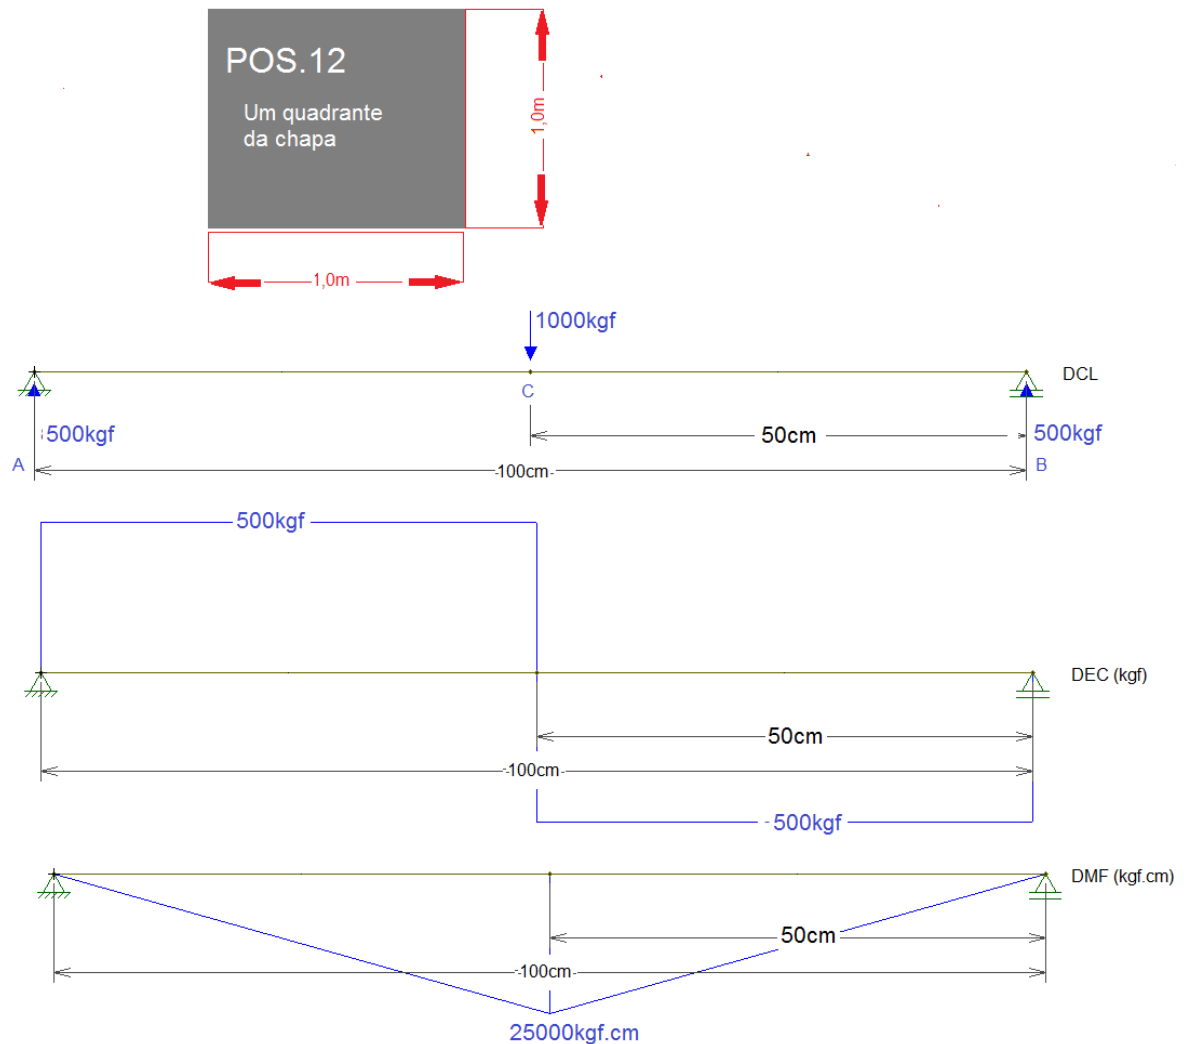 POS.12
Um quadrante
da chapa
1,0m
1,0m
1000kgf
C
DCL
500kgf
50cm
500kgf
A
-100cm-
B
500kgf
DEC (kgf)
50cm
-100cm-
-500kgf
DMF (kgf.cm)
50cm
-100cm-
25000kgf.cm